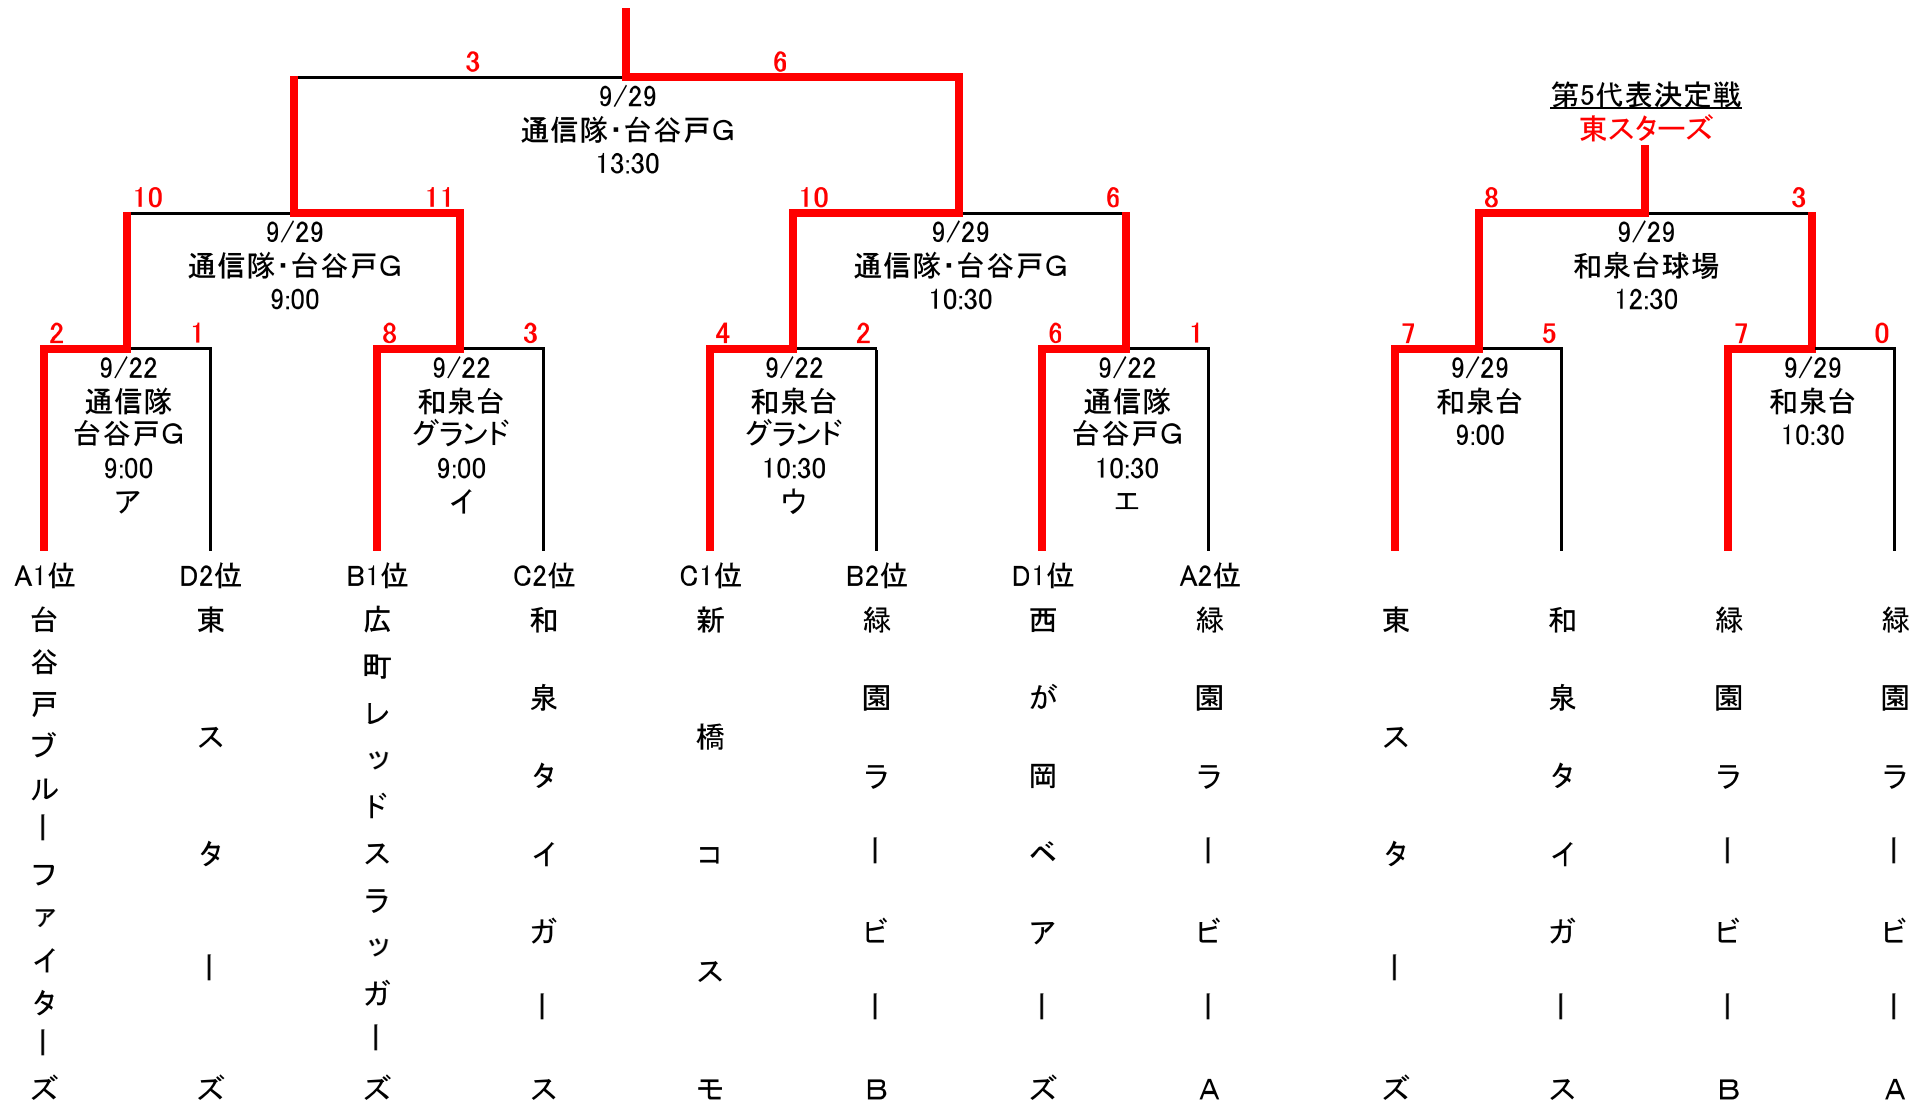 3 6
9/29
通信隊・台谷戸G
13:30
第5代表決定戦
東スターズ
10 11 10 6 8 3
9/29 9/29 9/29
通信隊・台谷戸G 通信隊・台谷戸G 和泉台球場
9:00 10:30 12:30
2 1 8 3 4 2 6 1 7 5 7 0
9/22 9/22 9/22 9/22 9/29 9/29
通信隊 和泉台 和泉台 通信隊 和泉台 和泉台
台谷戸G グランド グランド 台谷戸G 9:00 10:30
9:00 9:00 10:30 10:30
ア イ ウ エ
A1位 D2位 B1位 C2位 C1位 B2位 D1位 A2位
台谷戸ブルーファイターズ
東スターズ
広町レッドスラッガーズ
和泉タイガース
新橋コスモ
緑園ラービーB
西が岡ベアーズ
緑園ラービーA
東スターズ
和泉タイガース
緑園ラービーB
緑園ラービーA